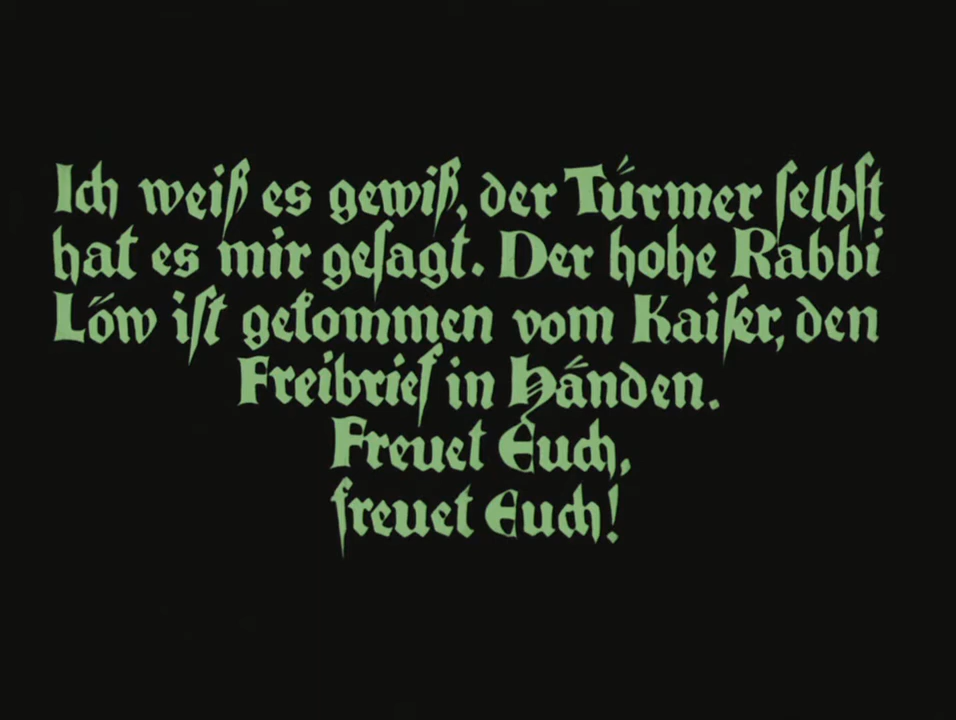 Ich weiß es gewiß, der Türmer selbst
hat es mir gesagt. Der hohe Rabbi
Löw ist gekommen vom Kaiser, den
Freibrief in Händen.
Freuet Euch,
freuet Euch!